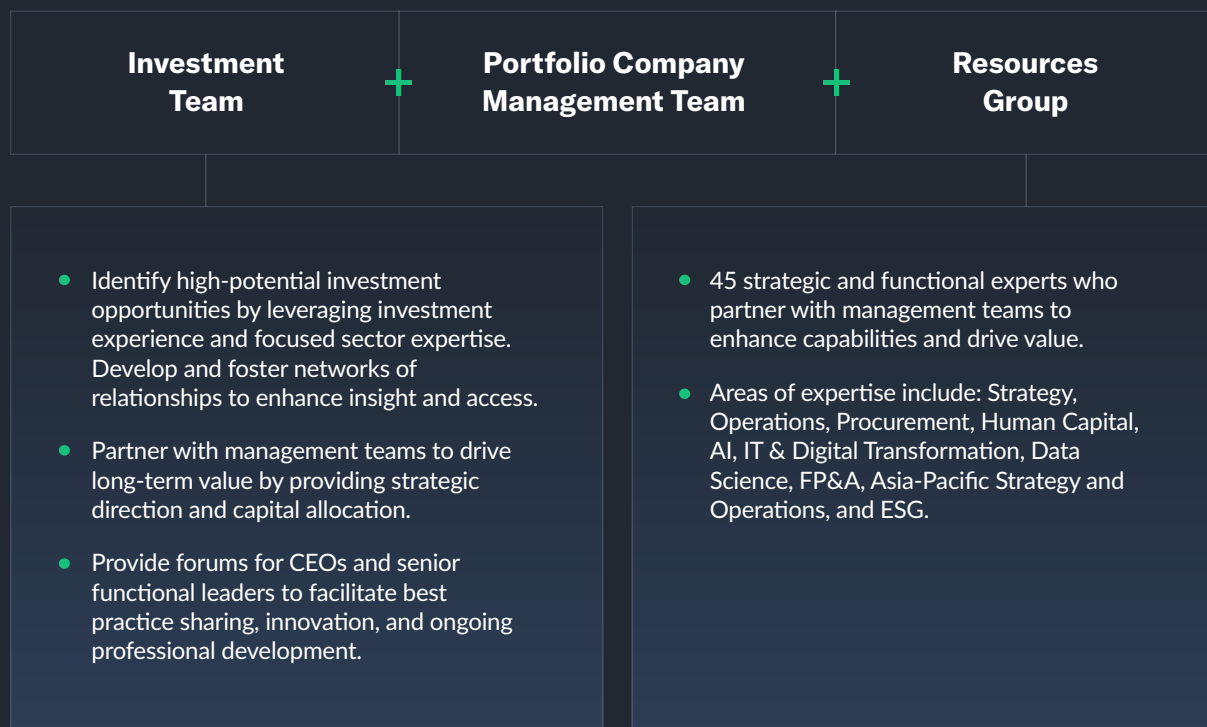 Investment
Team
Portfolio Company
Management Team
Resources
Group
Identify high-potential investment
opportunities by leveraging investment
experience and focused sector expertise.
Develop and foster networks of
relationships to enhance insight and access.
Partner with management teams to drive
long-term value by providing strategic
direction and capital allocation.
Provide forums for CEOs and senior
functional leaders to facilitate best
practice sharing, innovation, and ongoing
professional development.
45 strategic and functional experts who
partner with management teams to
enhance capabilities and drive value.
Areas of expertise include: Strategy,
Operations, Procurement, Human Capital,
AI, IT & Digital Transformation, Data
Science, FP&A, Asia-Pacific Strategy and
Operations, and ESG.